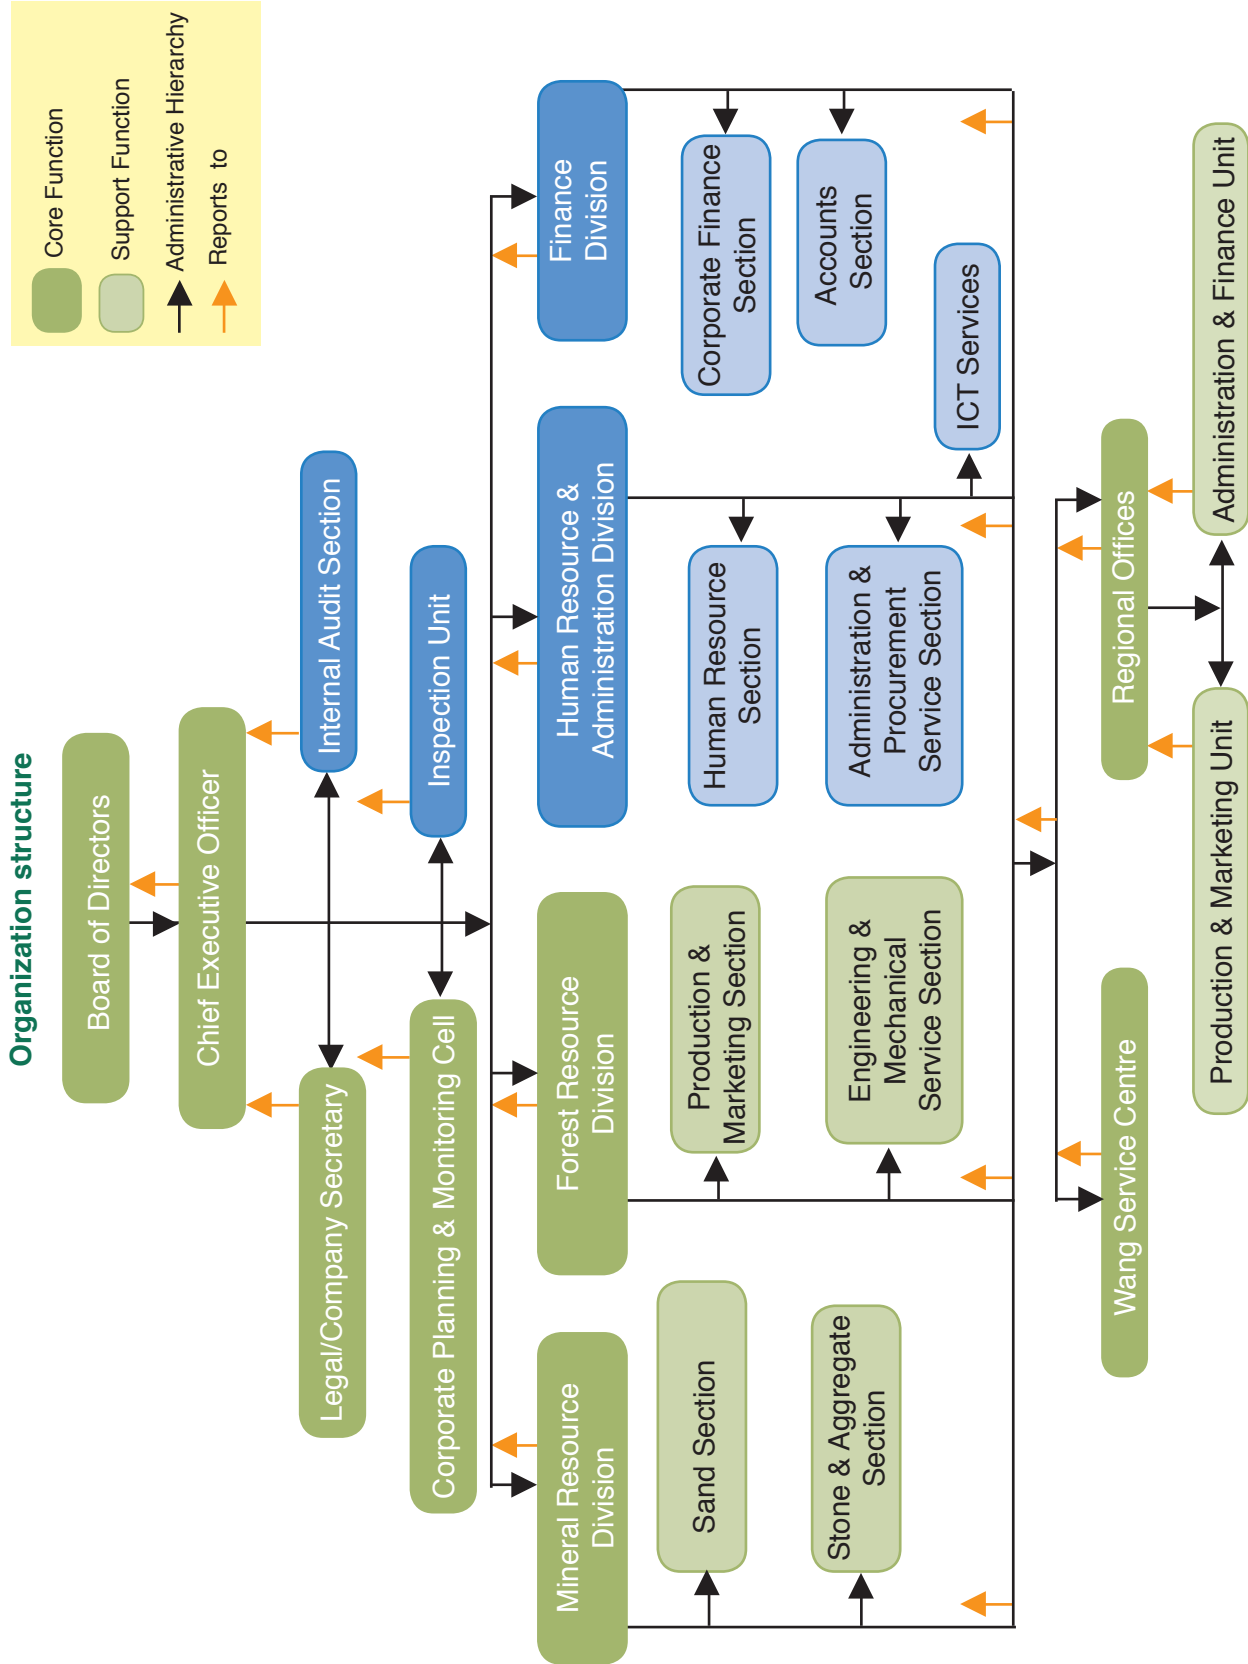 Organization structure
Core Function
Support Function
Administrative Hierarchy
Reports to
Board of Directors
Chief Executive Officer
Legal/Company Secretary
Internal Audit Section
Corporate Planning & Monitoring Cell
Inspection Unit
Mineral Resource
Division
Forest Resource
Division
Human Resource &
Administration Division
Finance
Division
Sand Section
Stone & Aggregate
Section
Production &
Marketing Section
Engineering &
Mechanical
Service Section
Human Resource
Section
Administration &
Procurement
Service Section
ICT Services
Corporate Finance
Section
Accounts
Section
Wang Service Centre
Regional Offices
Production & Marketing Unit
Administration & Finance Unit